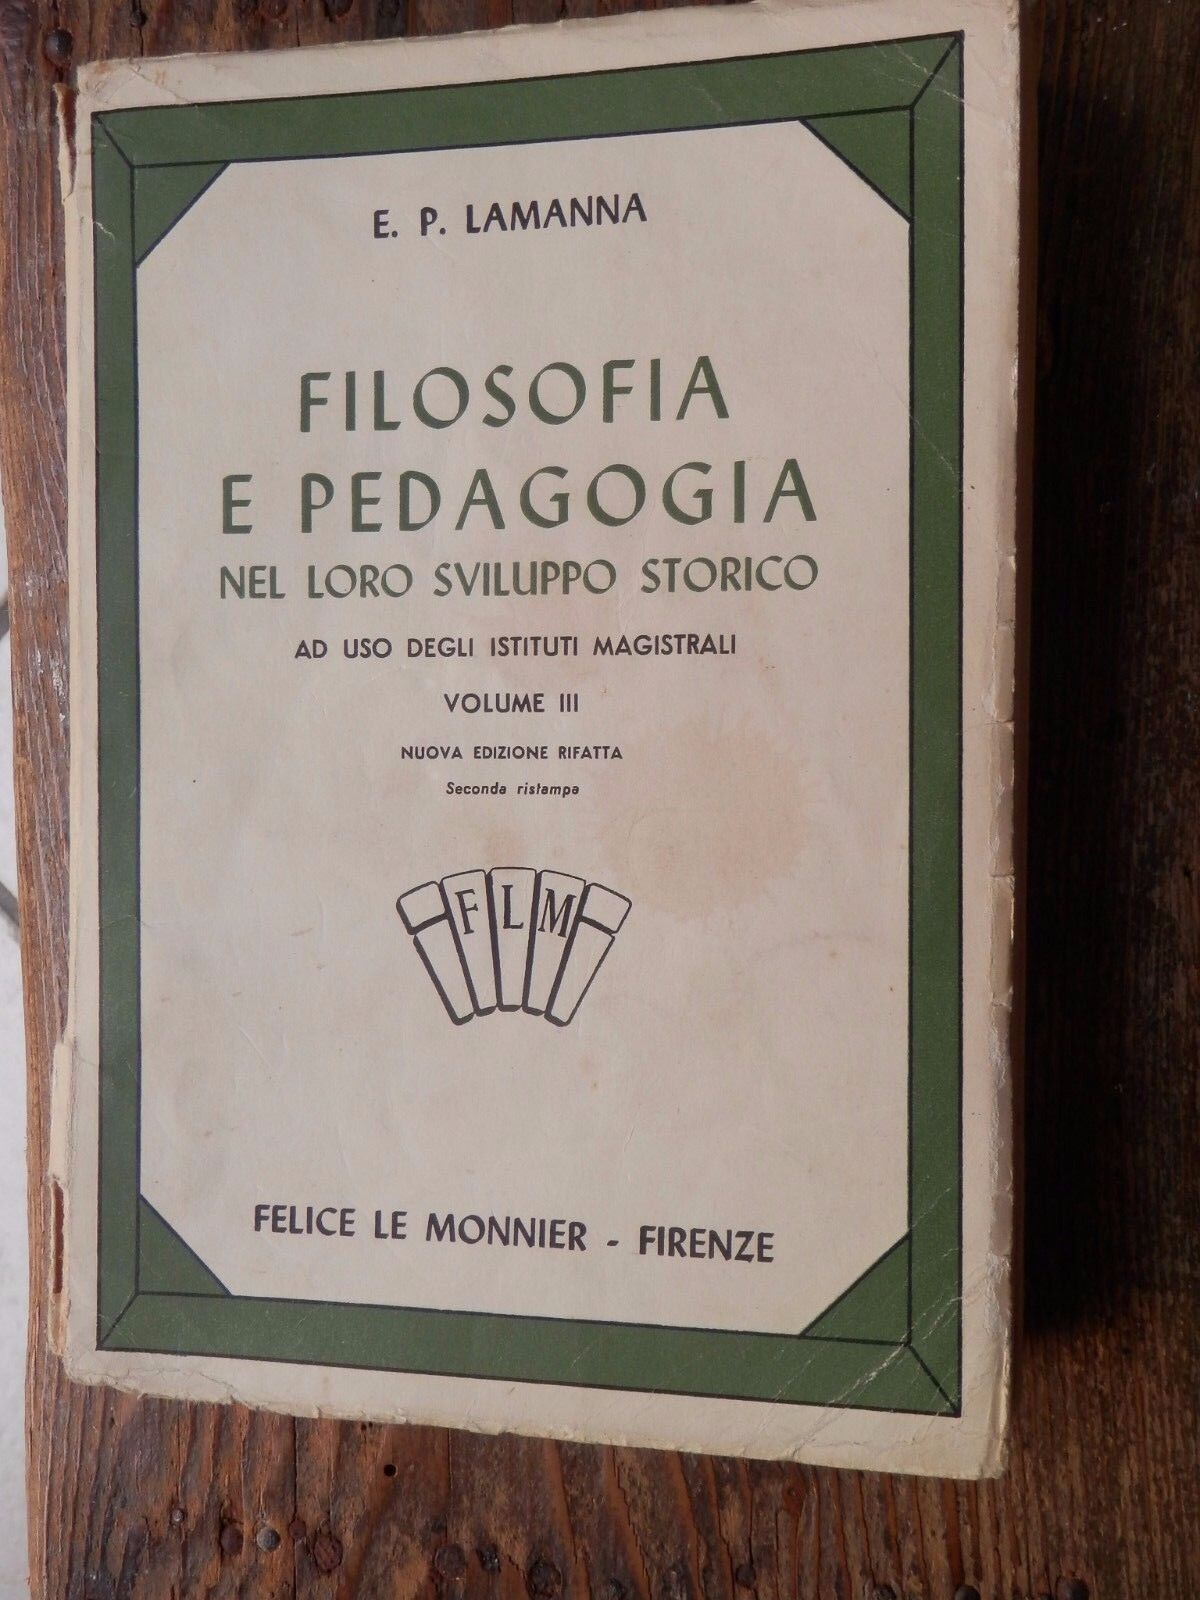 E. P. LAMANNA
FILOSOFIA
E PEDAGOGIA
NEL LORO SVILUPPO STORICO
AD USO DEGLI ISTITUTI MAGISTRALI
VOLUME III
NUOVA EDIZIONE RIFATTA
Seconda ristampa
FLM
FELICE LE MONNIER - FIRENZE